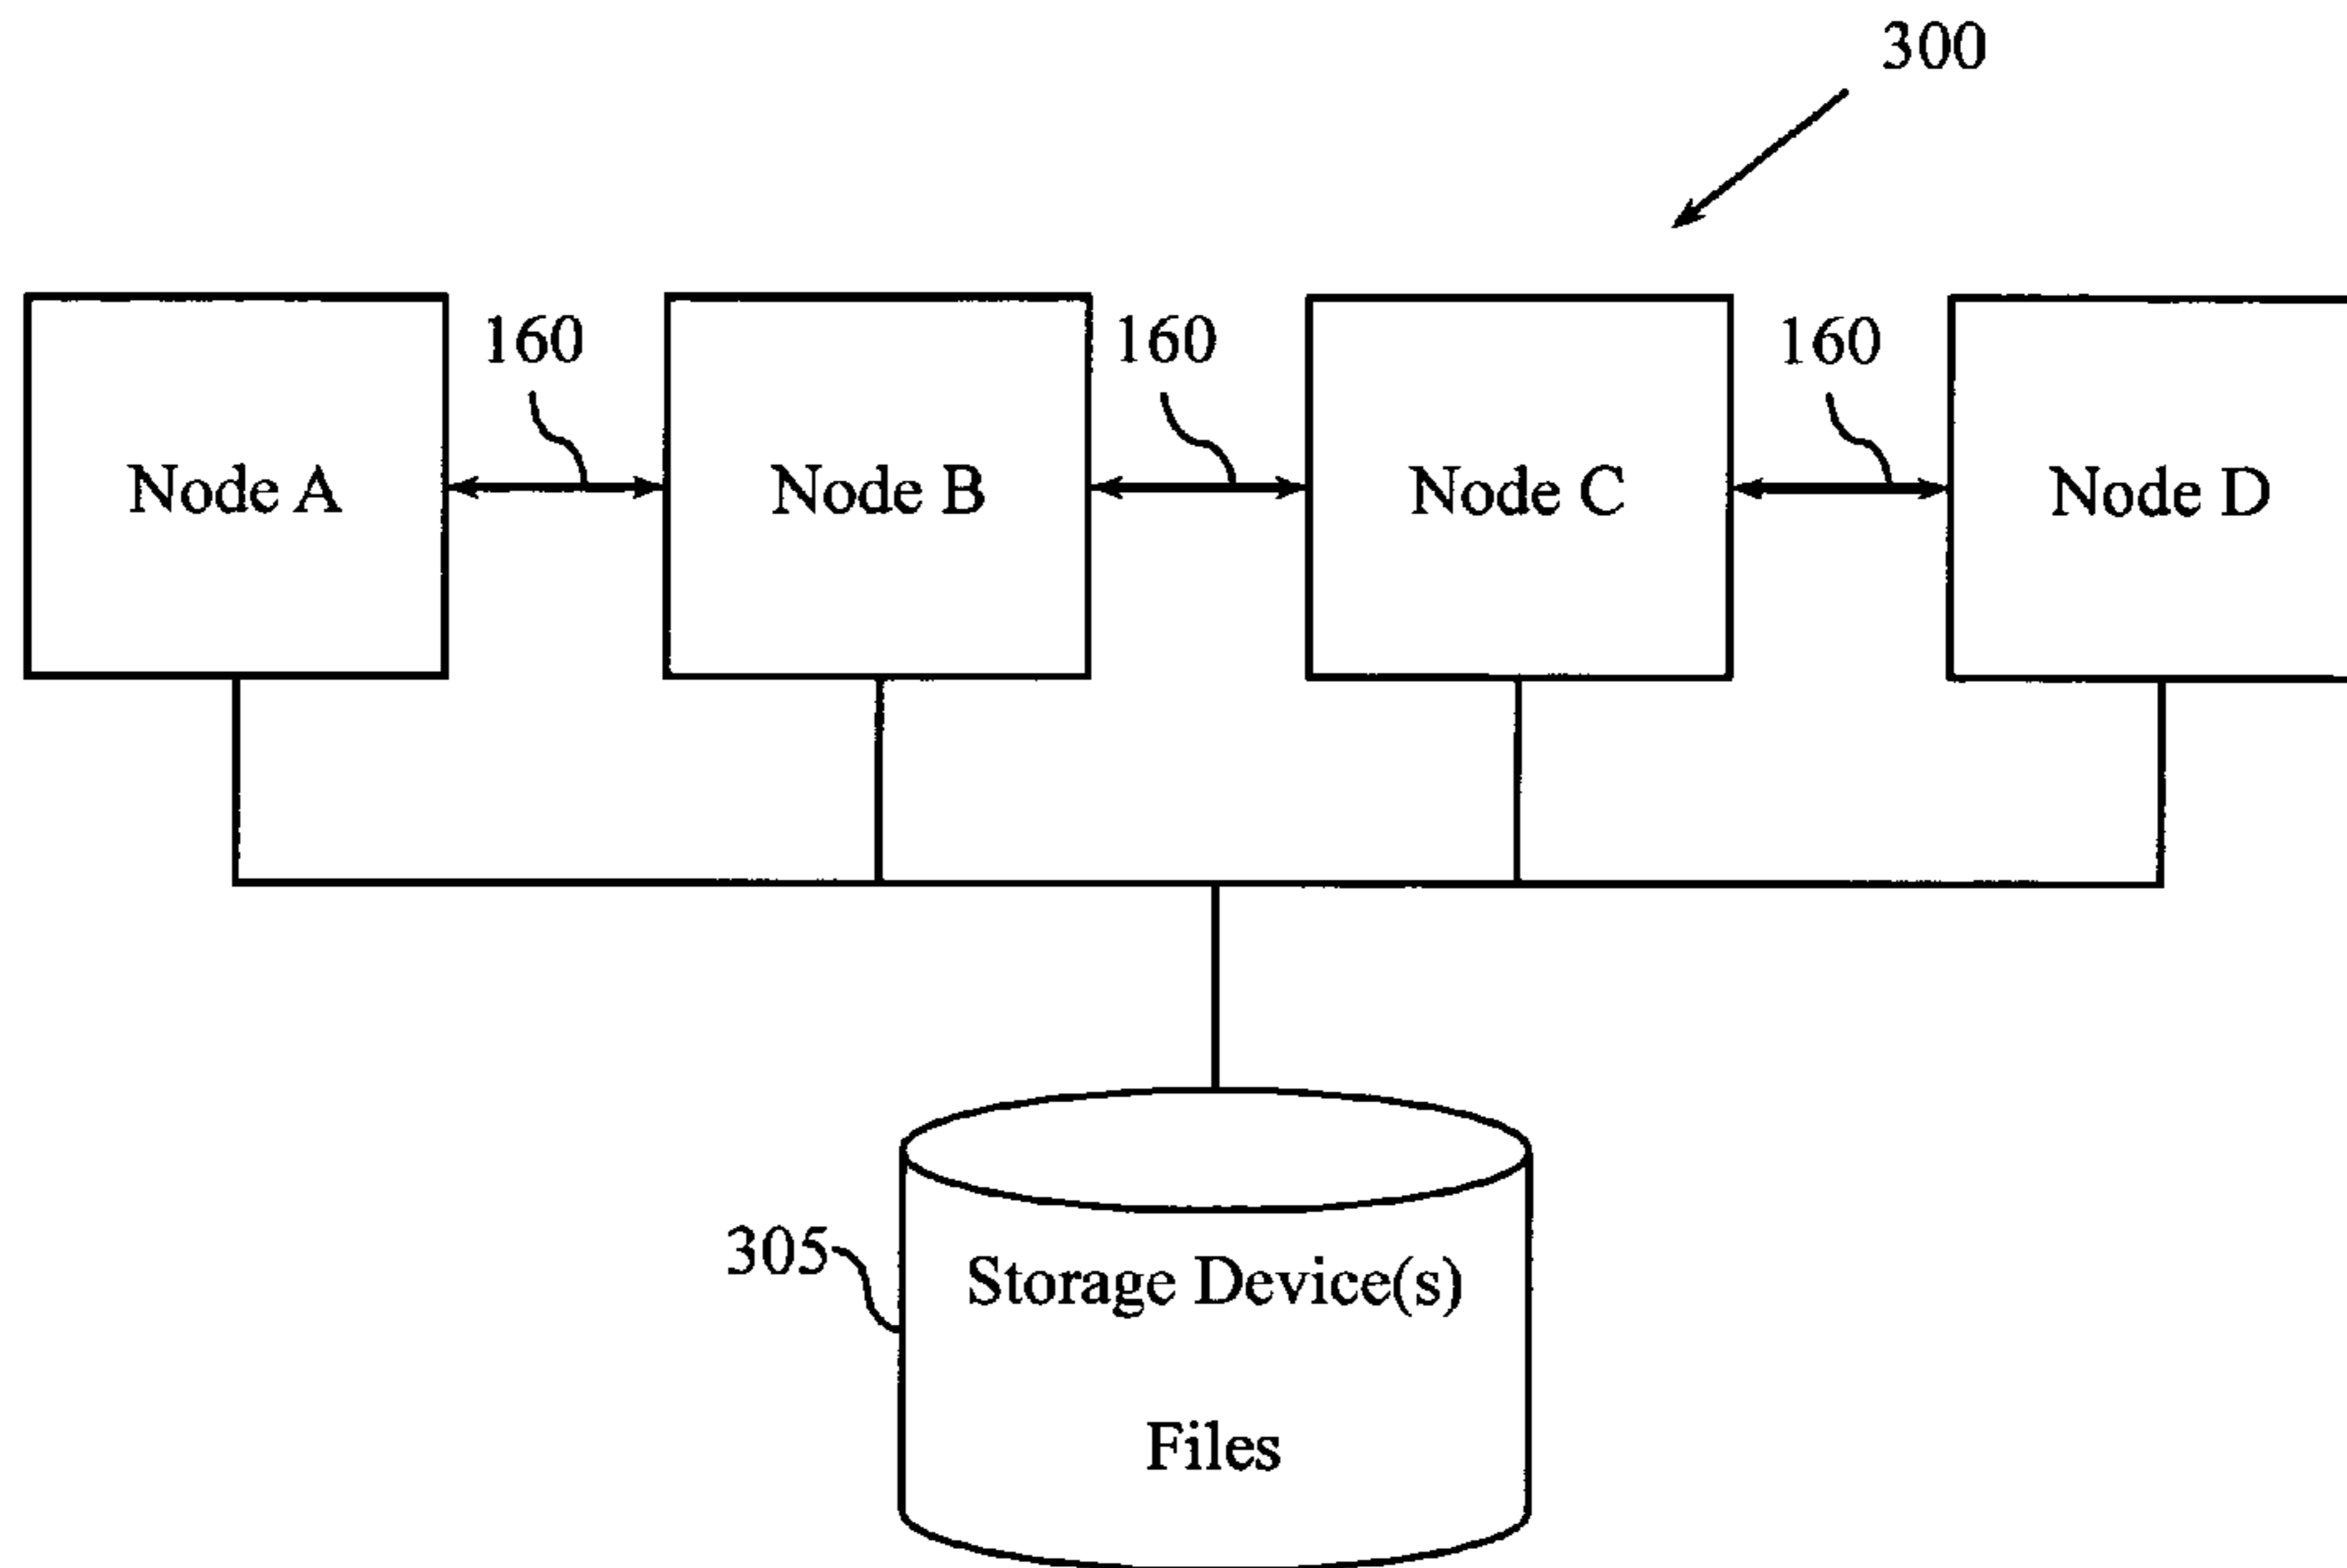 300
160
160
160
Node A
Node B
Node C
Node D
305
Storage Device(s)
Files